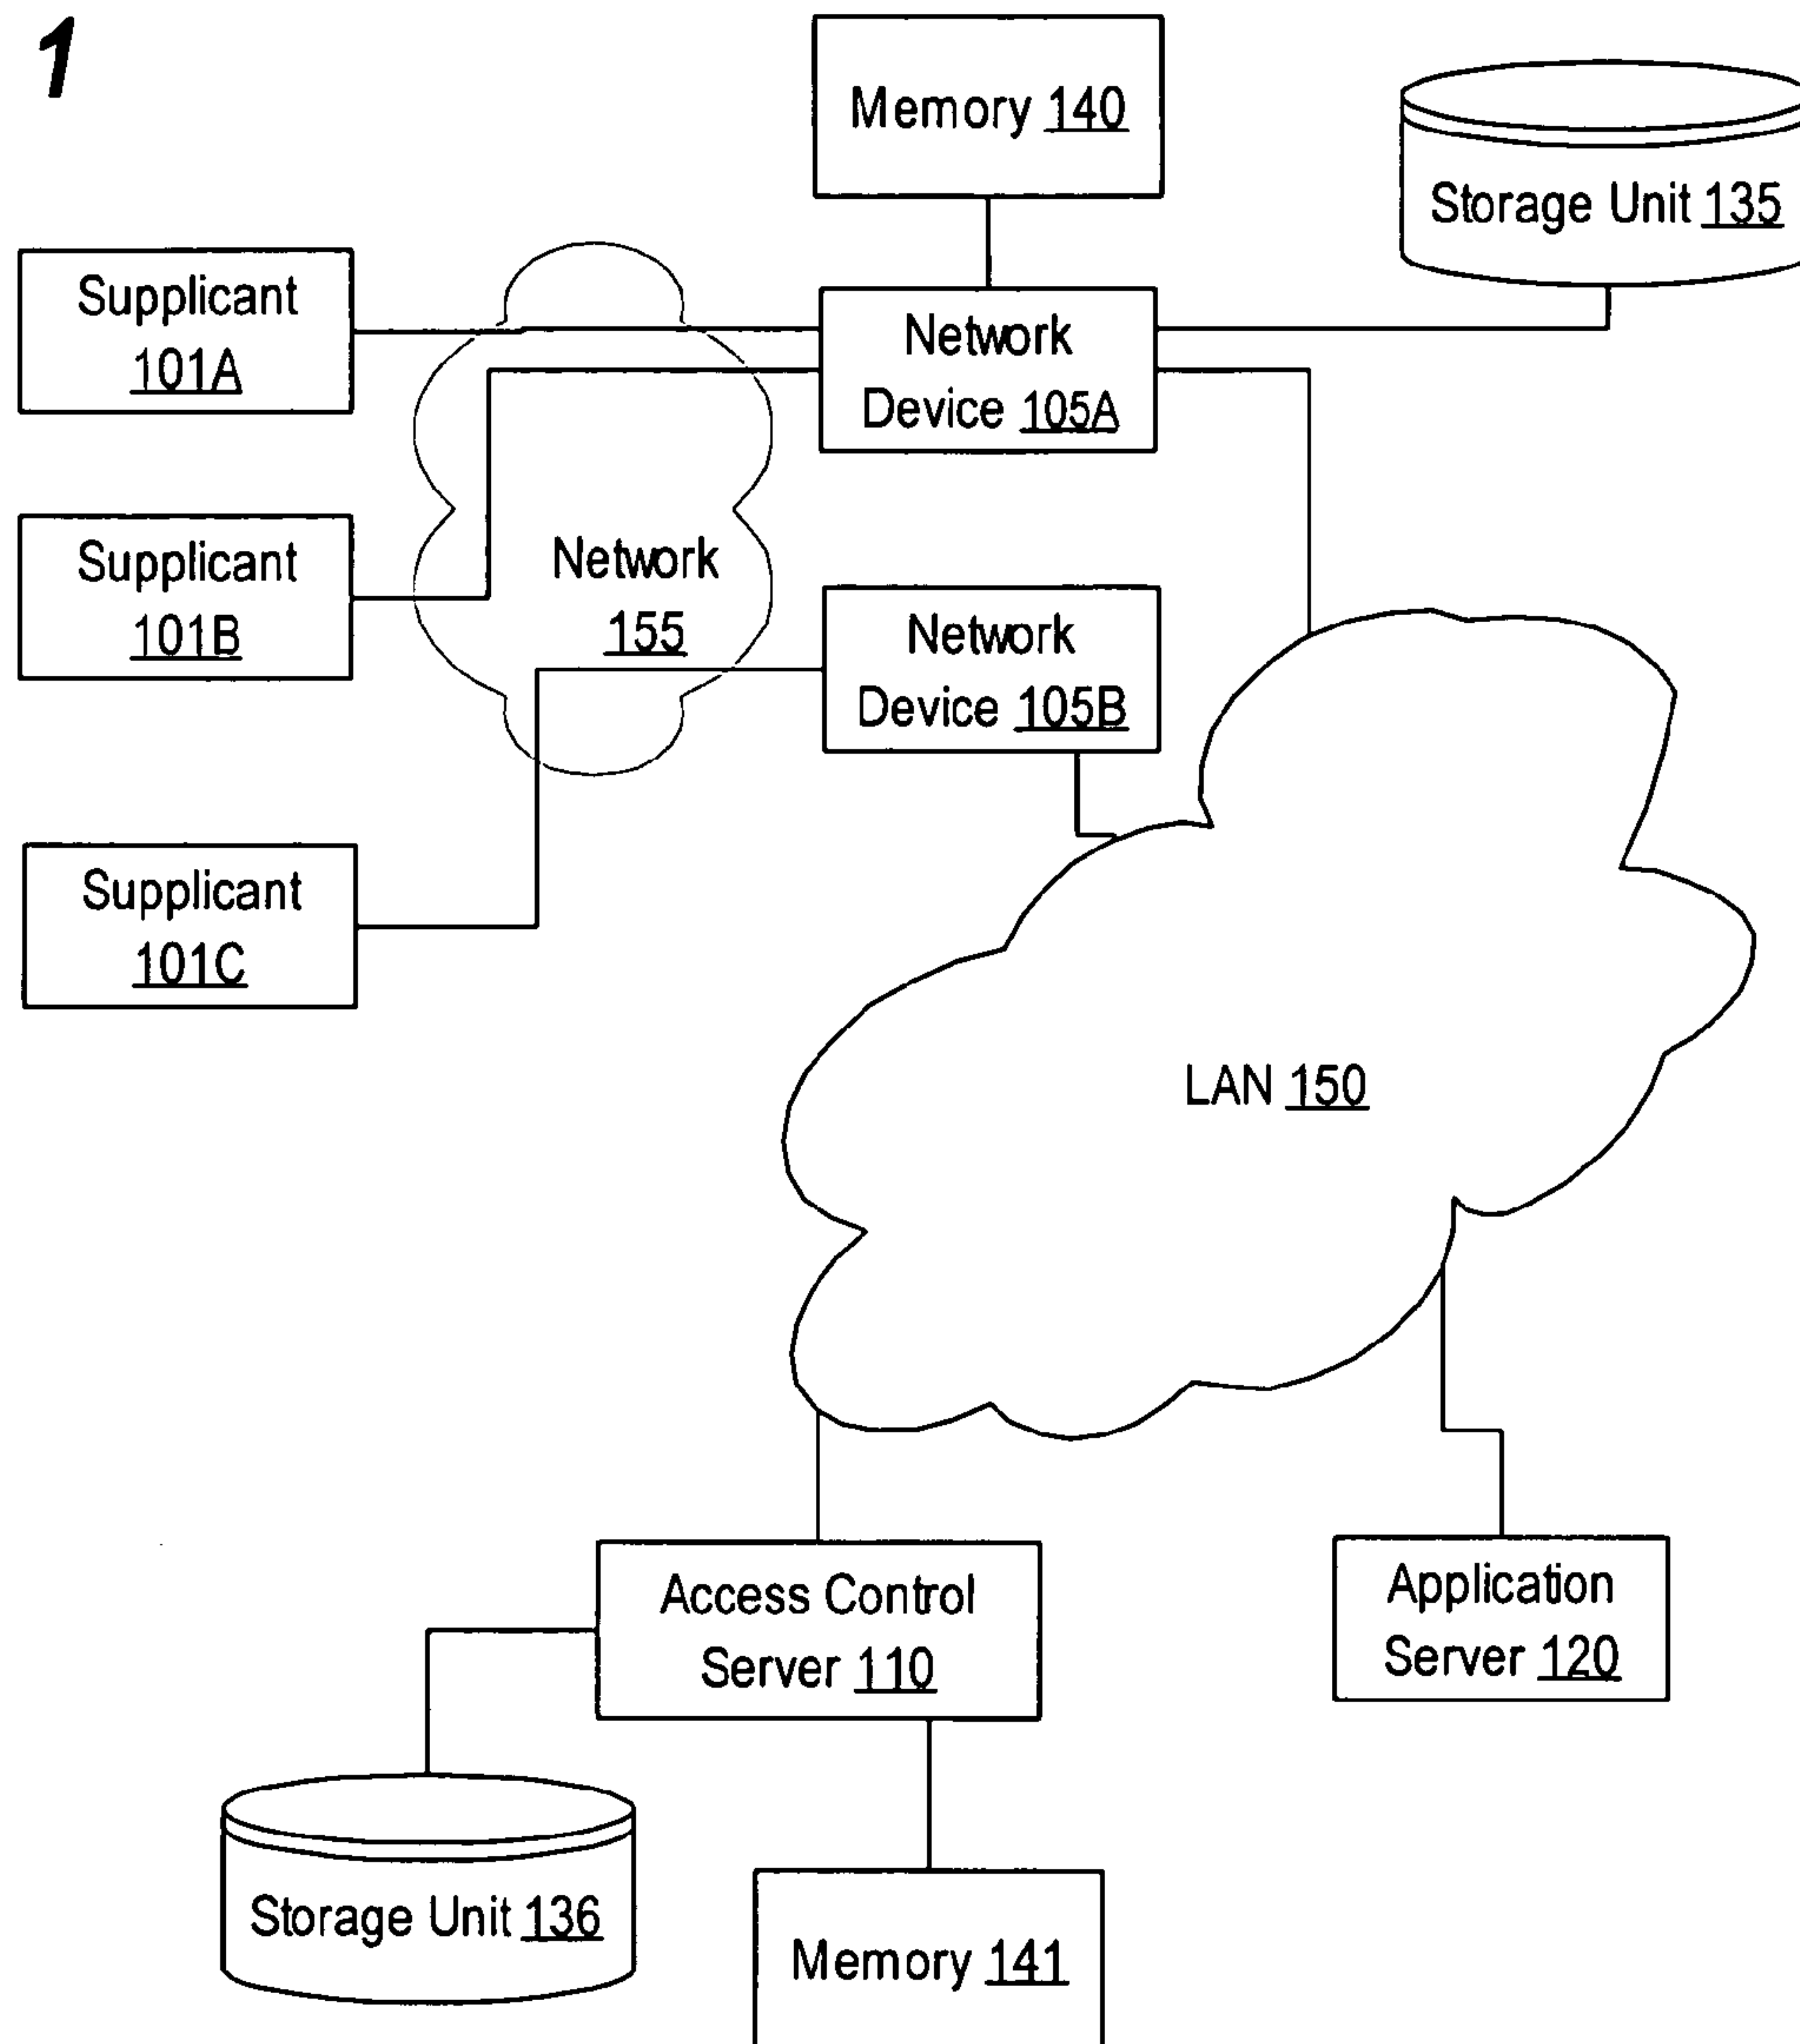 1
Memory 140
Storage Unit 135
Supplicant
101A
Network
Device 105A
Supplicant
101B
Network
155
Network
Device 105B
Supplicant
101C
LAN 150
Access Control
Server 110
Application
Server 120
Storage Unit 136
Memory 141